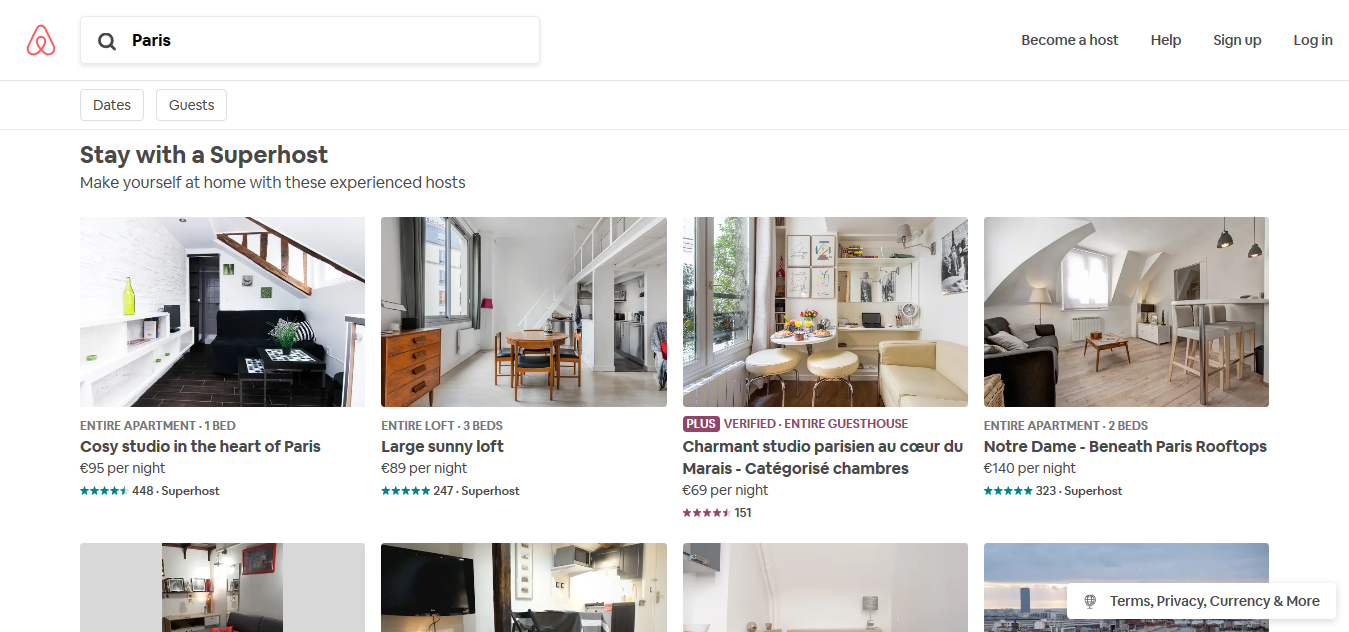 Paris
Become a host
Help
Sign up
Log in
Dates
Guests
Stay with a Superhost
Make yourself at home with these experienced hosts
ENTIRE APARTMENT · 1 BED
Cosy studio in the heart of Paris
€95 per night
448 · Superhost
ENTIRE LOFT · 3 BEDS
Large sunny loft
€89 per night
247 · Superhost
PLUS VERIFIED · ENTIRE GUESTHOUSE
Charmant studio parisien au cœur du
Marais - Catégorisé chambres
€69 per night
151
ENTIRE APARTMENT · 2 BEDS
Notre Dame - Beneath Paris Rooftops
€140 per night
323 · Superhost
Terms, Privacy, Currency & More